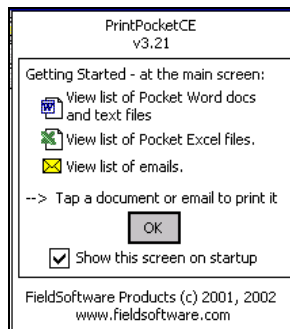 PrintPocketCE
v3.21
Getting Started - at the main screen:
View list of Pocket Word docs
and text files
View list of Pocket Excel files.
View list of emails.
--> Tap a document or email to print it
OK
Show this screen on startup
FieldSoftware Products (c) 2001, 2002
www.fieldsoftware.com